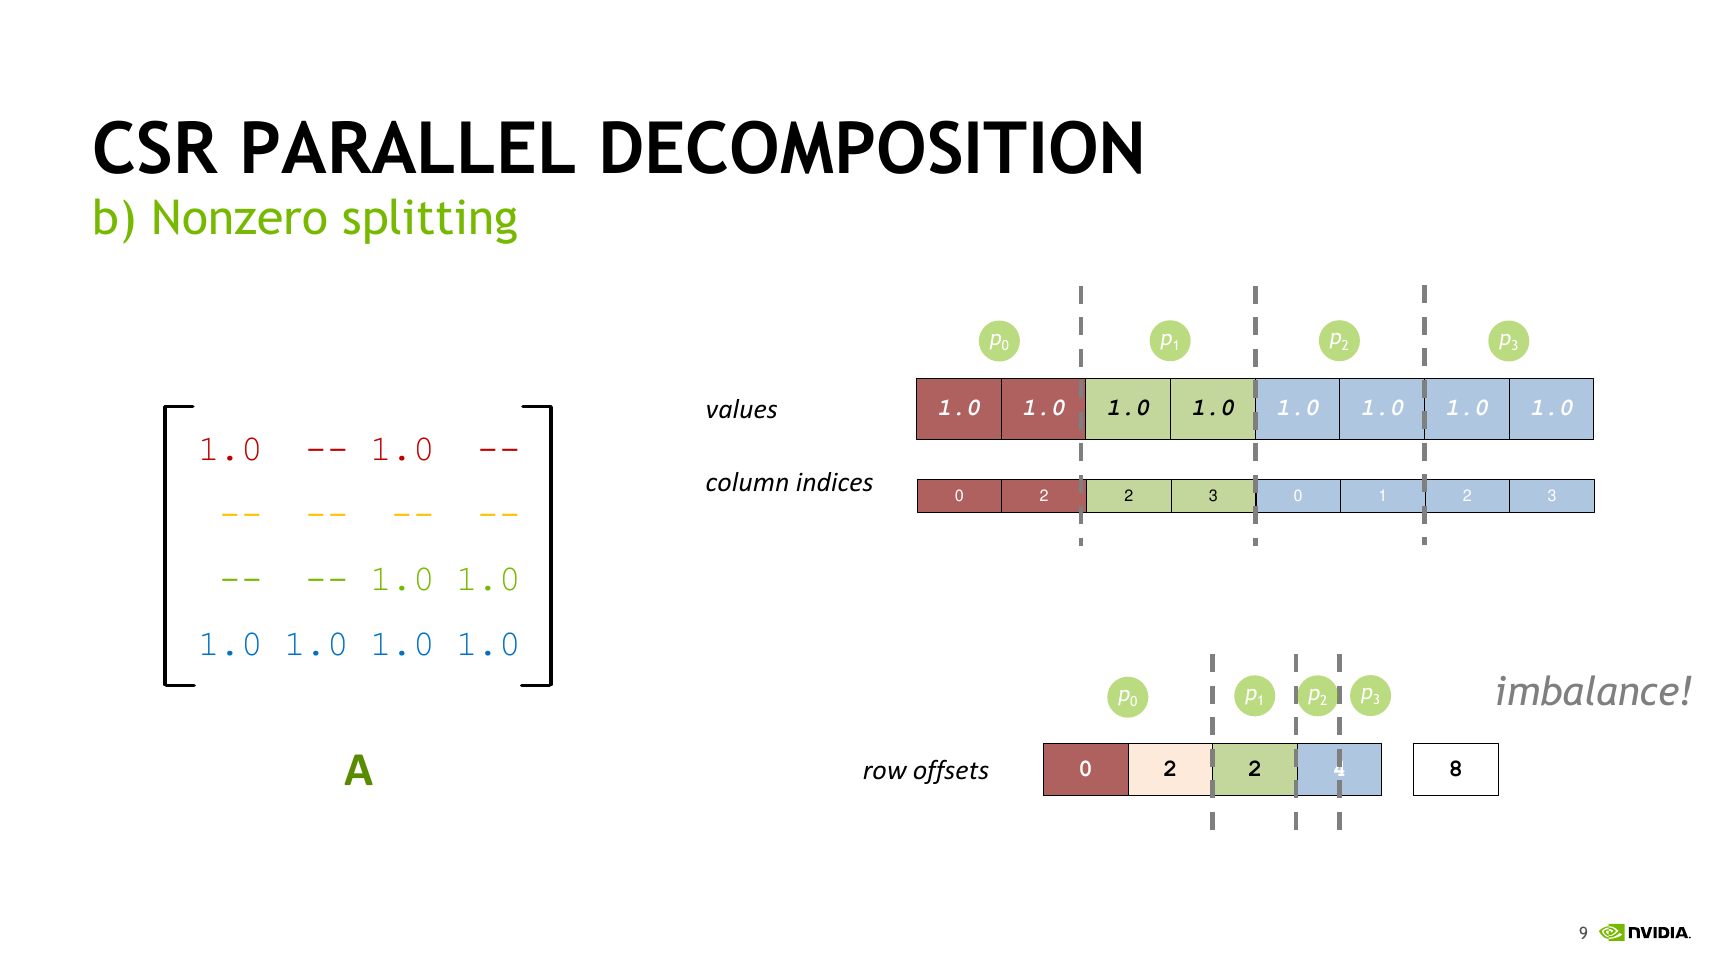 CSR PARALLEL DECOMPOSITION
b) Nonzero splitting
p0 p1 p2 p3
values 1.0 1.0 1.0 1.0 1.0 1.0 1.0 1.0
column indices 0 2 2 3 0 1 2 3
1.0 -- 1.0 --
-- -- -- --
-- -- 1.0 1.0
1.0 1.0 1.0 1.0
A
p0 p1 p2 p3
imbalance!
row offsets 0 2 2 4 8
9 NVIDIA.